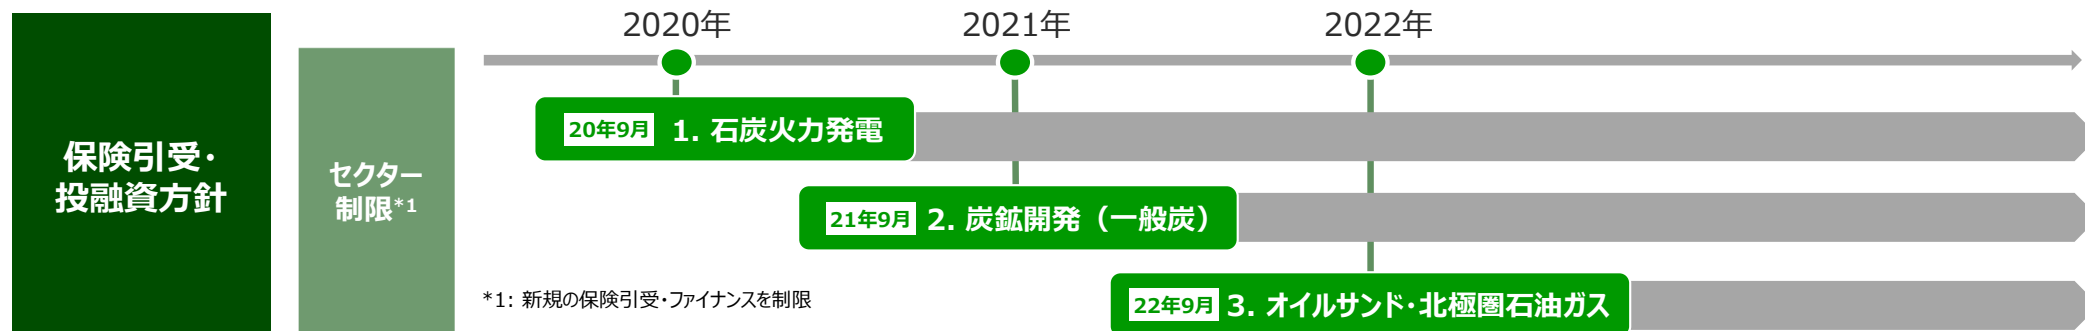 2020年
2021年
2022年
保険引受・
投融資方針
セクター
制限*1
20年9月 1. 石炭火力発電
21年9月 2. 炭鉱開発（一般炭）
22年9月 3. オイルサンド・北極圏石油ガス
*1: 新規の保険引受・ファイナンスを制限